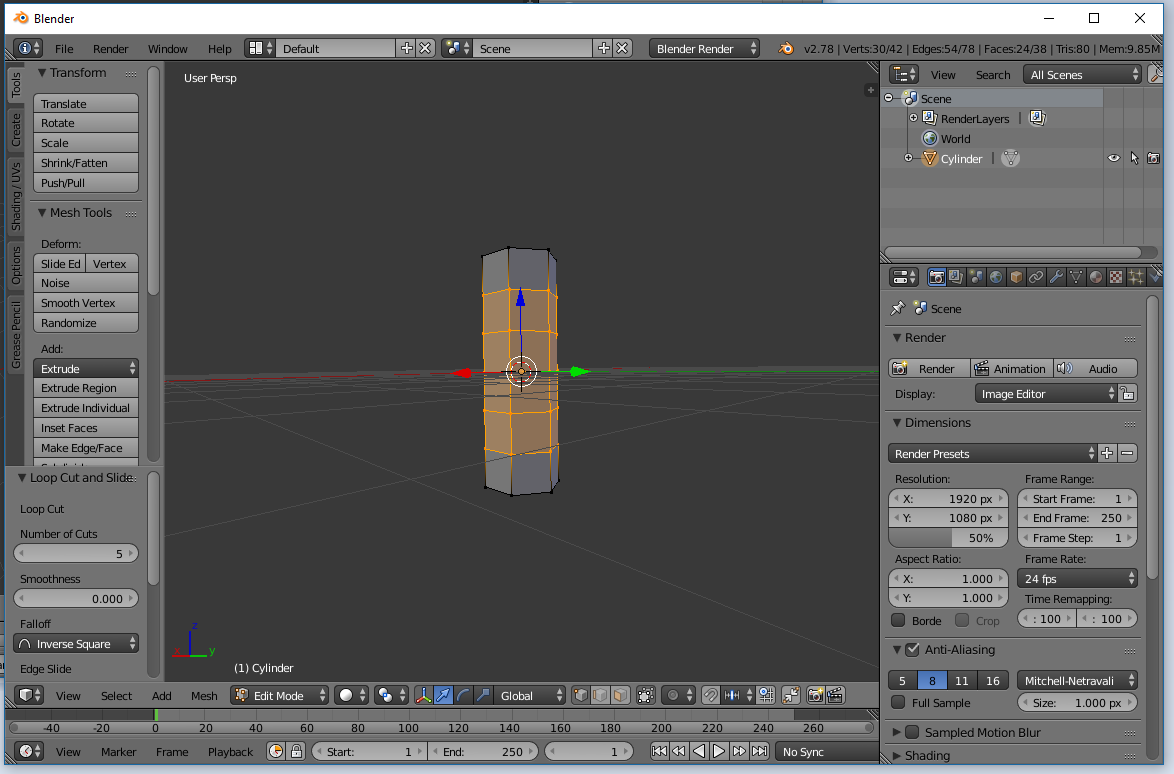 Blender
File Render Window Help Default Scene Blender Render v2.78 | Verts:30/42 | Edges:54/78 | Faces:24/38 | Tris:80 | Mem:9.85M
Tools
Create
Shading / UVs
Options
Grease Pencil
Transform
Translate
Rotate
Scale
Shrink/Fatten
Push/Pull
Mesh Tools
Deform:
Slide Ed Vertex
Noise
Smooth Vertex
Randomize
Add:
Extrude
Extrude Region
Extrude Individual
Inset Faces
Make Edge/Face
Loop Cut and Slide
Loop Cut
Number of Cuts
5
Smoothness
0.000
Falloff
Inverse Square
Edge Slide
User Persp
z
x y
(1) Cylinder
View Select Add Mesh Edit Mode Global
-40 -20 0 20 40 60 80 100 120 140 160 180 200 220 240 260
View Marker Frame Playback Start: 1 End: 250 1 No Sync
View Search All Scenes
Scene
RenderLayers |
World
Cylinder |
Scene
Render
Render Animation Audio
Display: Image Editor
Dimensions
Render Presets
Resolution: Frame Range:
X: 1920 px Start Frame: 1
Y: 1080 px End Frame: 250
50% Frame Step: 1
Aspect Ratio: Frame Rate:
X: 1.000 24 fps
Y: 1.000 Time Remapping:
Borde Crop : 100 : 100
Anti-Aliasing
5 8 11 16 Mitchell-Netravali
Full Sample Size: 1.000 px
Sampled Motion Blur
Shading